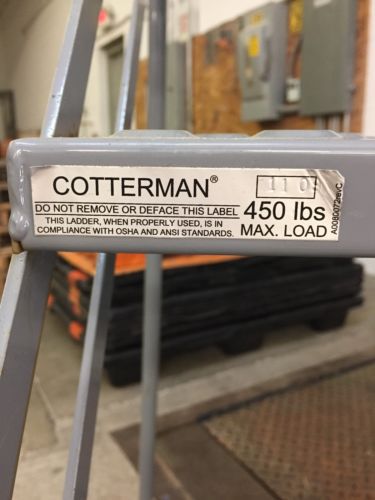 COTTERMAN®
110
DO NOT REMOVE OR DEFACE THIS LABEL
THIS LADDER, WHEN PROPERLY USED, IS IN
COMPLIANCE WITH OSHA AND ANSI STANDARDS.
450 lbs
MAX. LOAD